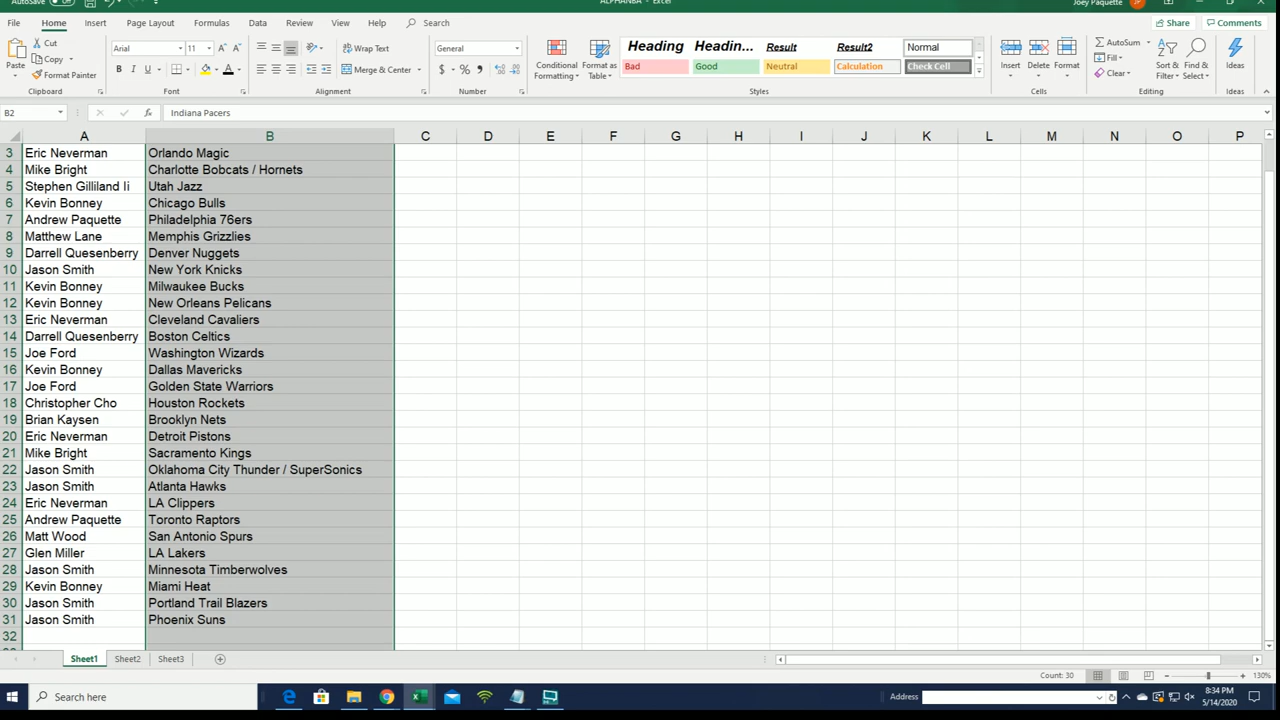 AutoSave Off ALPHANBA - Excel Joey Paquette JP
File Home Insert Page Layout Formulas Data Review View Help Search Share Comments
Paste Cut Copy Format Painter Clipboard
Arial 11 A A B I U A Font
Wrap Text Merge & Center Alignment
General $ % , Number
Conditional Formatting Format as Table
Heading Headin... Result Result2 Normal
Bad Good Neutral Calculation Check Cell
Styles
Insert Delete Format Cells
AutoSum Fill Clear Sort & Filter Find & Select Editing
Ideas Ideas
B2 fx Indiana Pacers
A B C D E F G H I J K L M N O P
3 Eric Neverman Orlando Magic
4 Mike Bright Charlotte Bobcats / Hornets
5 Stephen Gilliland Ii Utah Jazz
6 Kevin Bonney Chicago Bulls
7 Andrew Paquette Philadelphia 76ers
8 Matthew Lane Memphis Grizzlies
9 Darrell Quesenberry Denver Nuggets
10 Jason Smith New York Knicks
11 Kevin Bonney Milwaukee Bucks
12 Kevin Bonney New Orleans Pelicans
13 Eric Neverman Cleveland Cavaliers
14 Darrell Quesenberry Boston Celtics
15 Joe Ford Washington Wizards
16 Kevin Bonney Dallas Mavericks
17 Joe Ford Golden State Warriors
18 Christopher Cho Houston Rockets
19 Brian Kaysen Brooklyn Nets
20 Eric Neverman Detroit Pistons
21 Mike Bright Sacramento Kings
22 Jason Smith Oklahoma City Thunder / SuperSonics
23 Jason Smith Atlanta Hawks
24 Eric Neverman LA Clippers
25 Andrew Paquette Toronto Raptors
26 Matt Wood San Antonio Spurs
27 Glen Miller LA Lakers
28 Jason Smith Minnesota Timberwolves
29 Kevin Bonney Miami Heat
30 Jason Smith Portland Trail Blazers
31 Jason Smith Phoenix Suns
32
Sheet1 Sheet2 Sheet3
Count: 30 130%
Search here Address 8:34 PM
5/14/2020